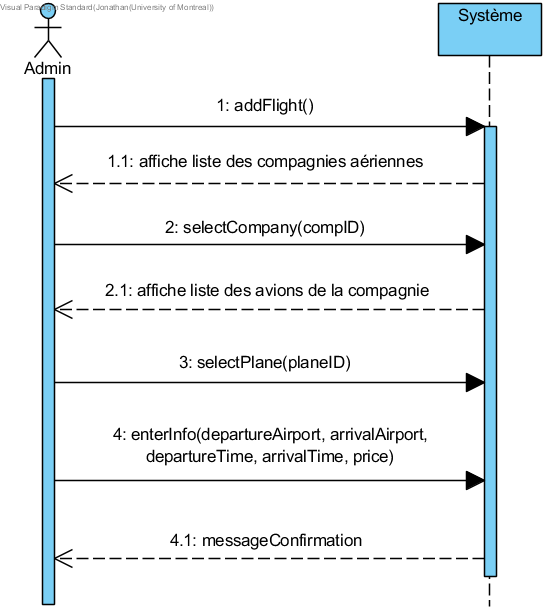 Visual Paradigm Standard(Jonathan(University of Montreal))
Système
Admin
1: addFlight()
1.1: affiche liste des compagnies aériennes
2: selectCompany(compID)
2.1: affiche liste des avions de la compagnie
3: selectPlane(planeID)
4: enterInfo(departureAirport, arrivalAirport,
departureTime, arrivalTime, price)
4.1: messageConfirmation